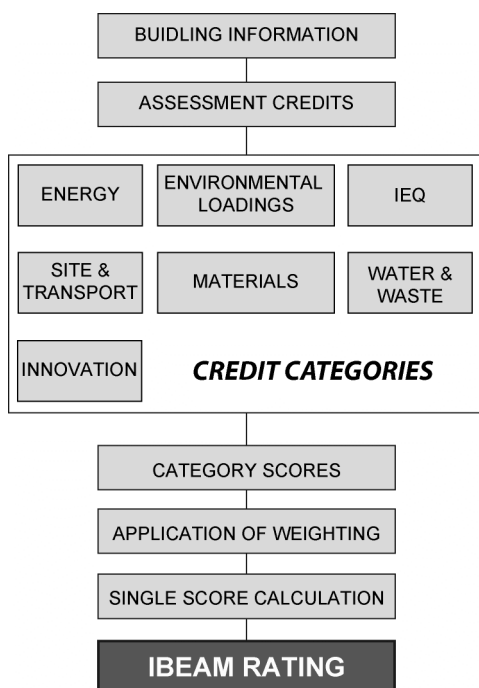 BUIDLING INFORMATION
ASSESSMENT CREDITS
ENERGY
ENVIRONMENTAL
LOADINGS
IEQ
SITE &
TRANSPORT
MATERIALS
WATER &
WASTE
INNOVATION
CREDIT CATEGORIES
CATEGORY SCORES
APPLICATION OF WEIGHTING
SINGLE SCORE CALCULATION
IBEAM RATING